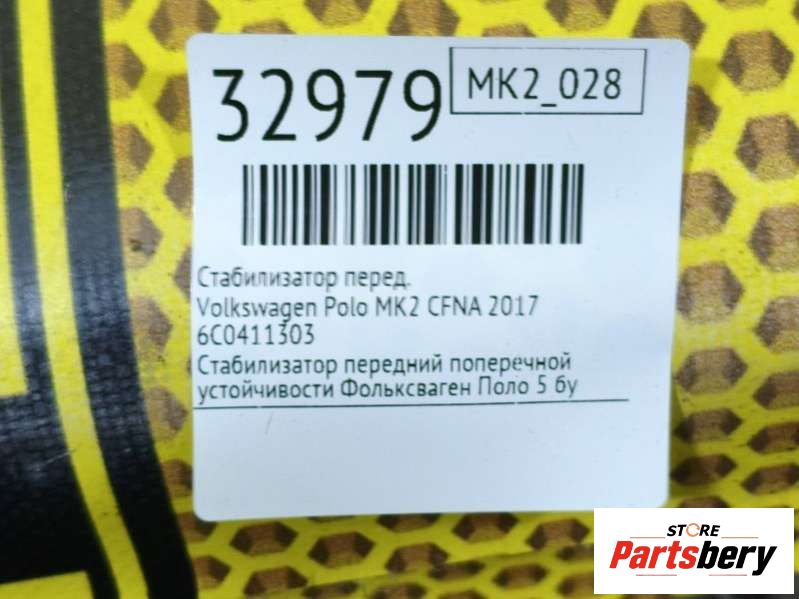 32979
MK2_028
Стабилизатор перед.
Volkswagen Polo MK2 CFNA 2017
6C0411303
Стабилизатор передний поперечной
устойчивости Фольксваген Поло 5 бу
STORE
Partsbery